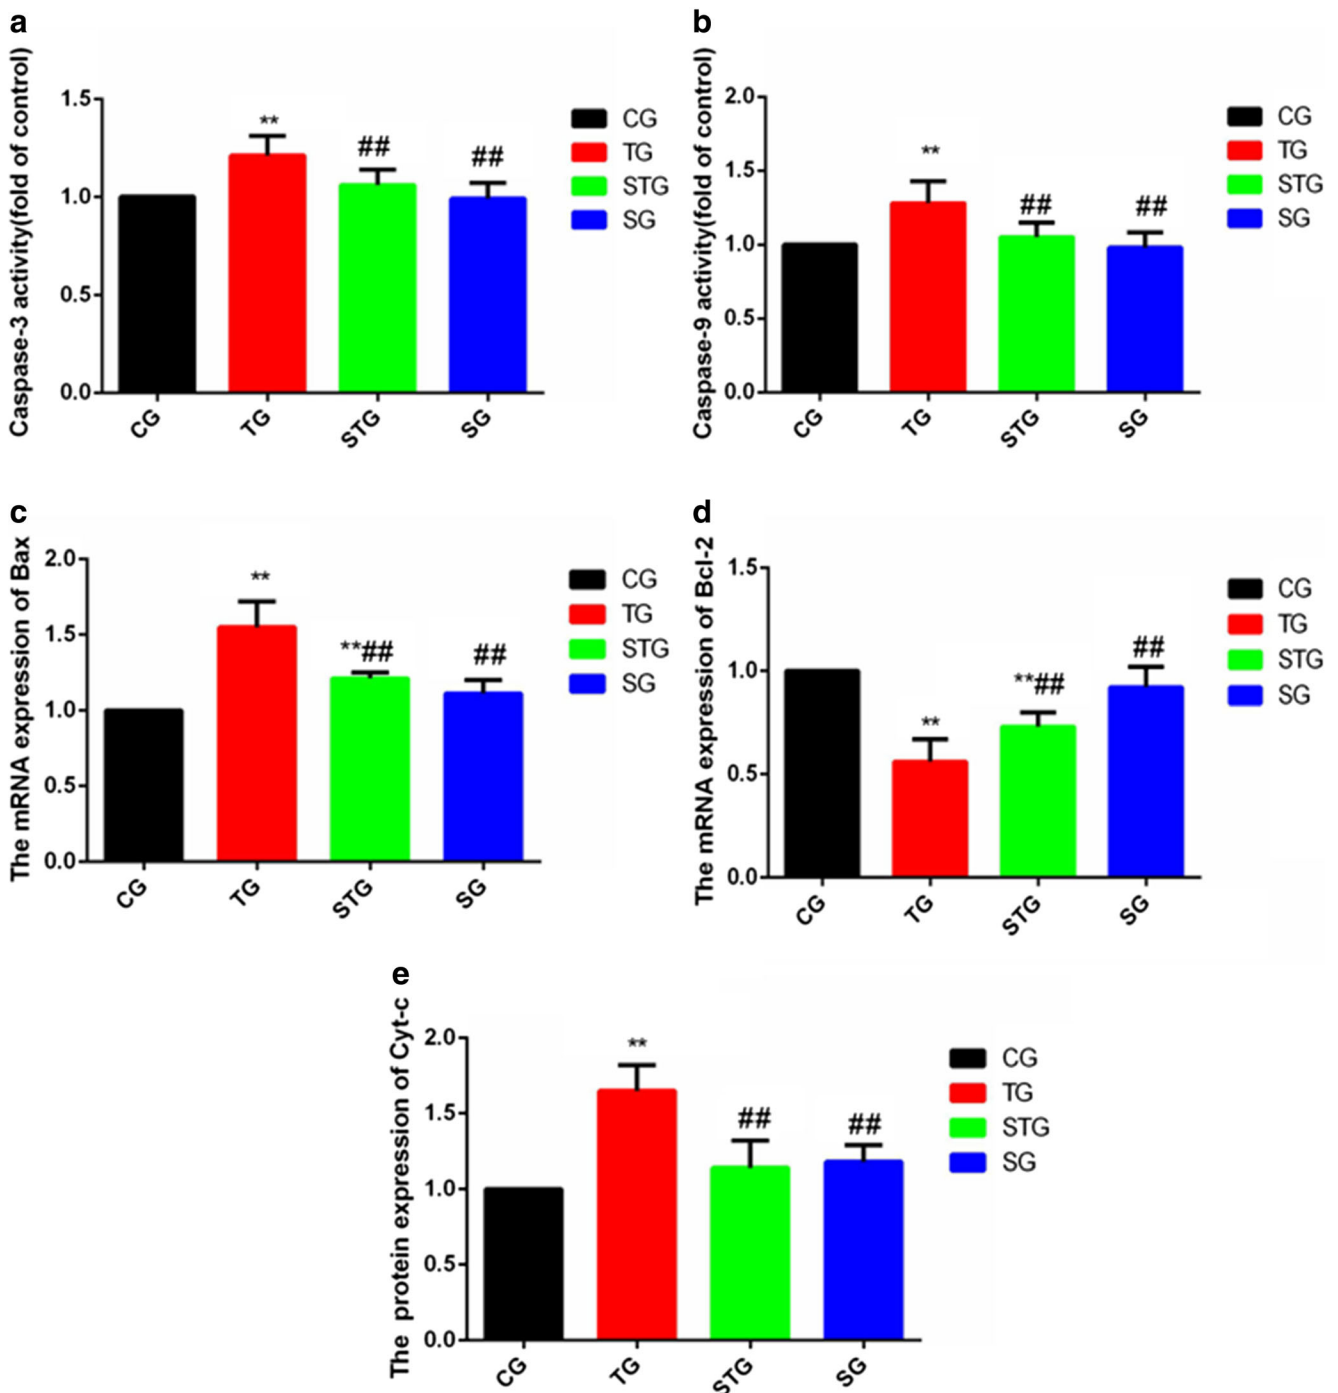 a
Caspase-3 activity(fold of control)
1.5
1.0
0.5
0.0
**
##
##
CG
TG
STG
SG
CG
TG
STG
SG
b
Caspase-9 activity(fold of control)
2.0
1.5
1.0
0.5
0.0
**
##
##
CG
TG
STG
SG
CG
TG
STG
SG
c
The mRNA expression of Bax
2.0
1.5
1.0
0.5
0.0
**
**##
##
CG
TG
STG
SG
CG
TG
STG
SG
d
The mRNA expression of Bcl-2
1.5
1.0
0.5
0.0
**
**##
##
CG
TG
STG
SG
CG
TG
STG
SG
e
The protein expression of Cyt-c
2.0
1.5
1.0
0.5
0.0
**
##
##
CG
TG
STG
SG
CG
TG
STG
SG